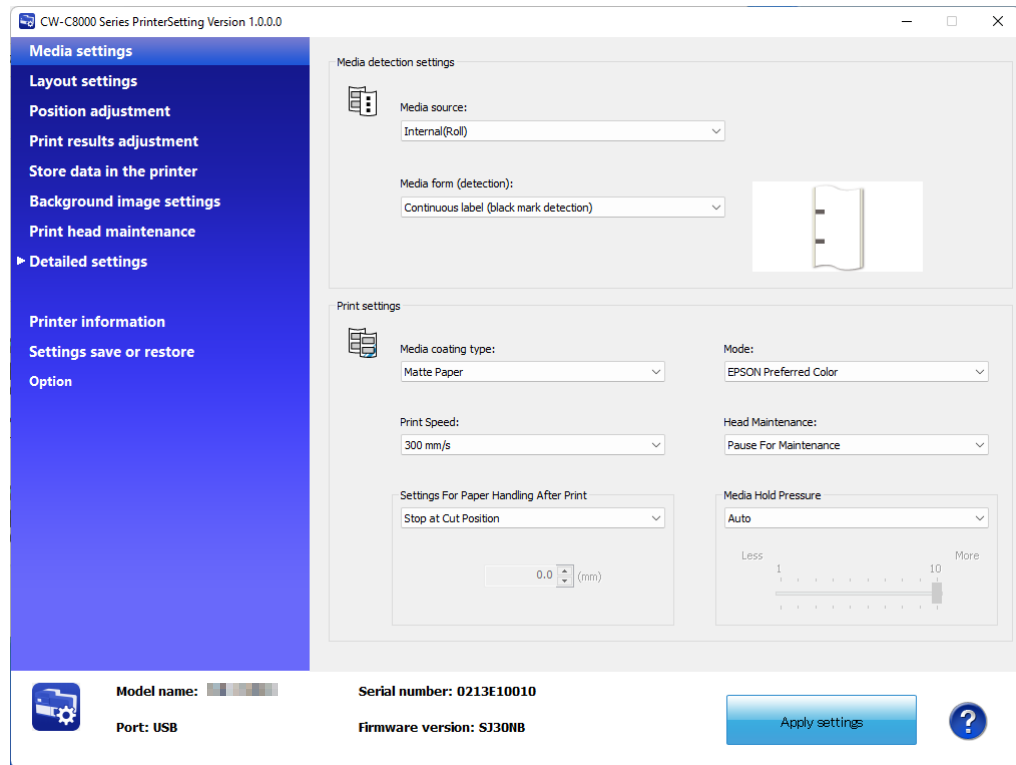 CW-C8000 Series PrinterSetting Version 1.0.0.0
Media settings
Layout settings
Position adjustment
Print results adjustment
Store data in the printer
Background image settings
Print head maintenance
Detailed settings
Printer information
Settings save or restore
Option
Media detection settings
Media source:
Internal(Roll)
Media form (detection):
Continuous label (black mark detection)
Print settings
Media coating type:
Matte Paper
Mode:
EPSON Preferred Color
Print Speed:
300 mm/s
Head Maintenance:
Pause For Maintenance
Settings For Paper Handling After Print
Stop at Cut Position
0.0 (mm)
Media Hold Pressure
Auto
Less More
1 10
Model name:
Serial number: 0213E10010
Port: USB
Firmware version: SJ30NB
Apply settings
?